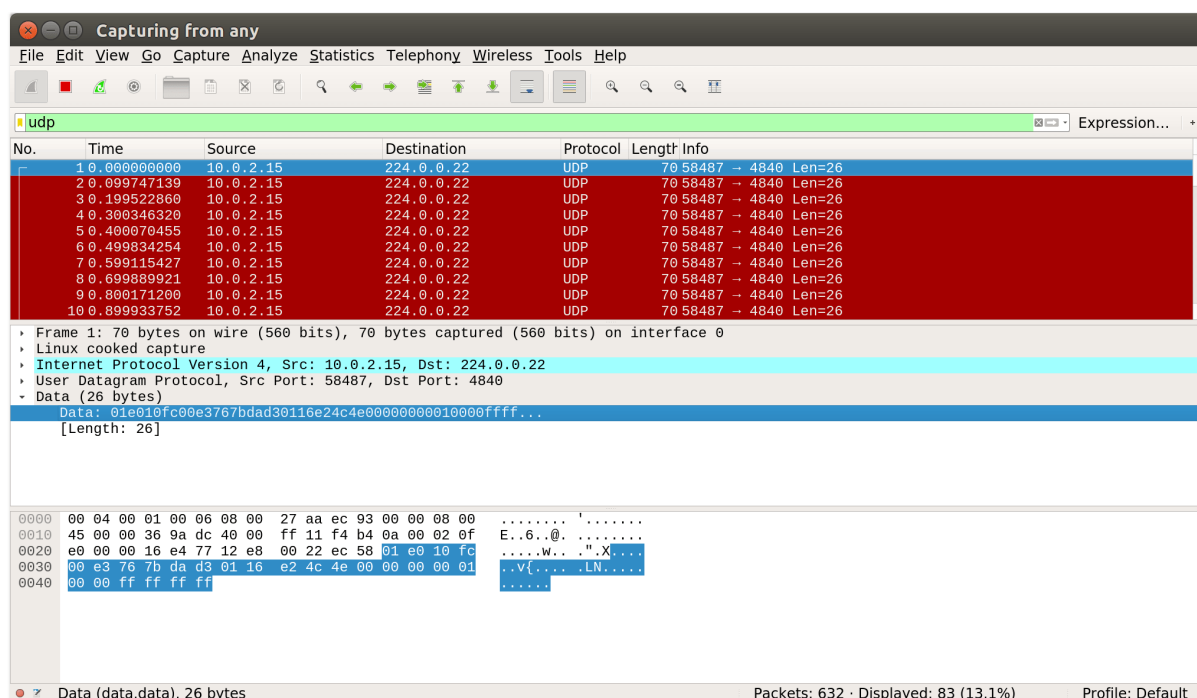 Capturing from any
File Edit View Go Capture Analyze Statistics Telephony Wireless Tools Help
udp Expression... +
No. Time Source Destination Protocol Length Info
1 0.000000000 10.0.2.15 224.0.0.22 UDP 70 58487 → 4840 Len=26
2 0.099747139 10.0.2.15 224.0.0.22 UDP 70 58487 → 4840 Len=26
3 0.199522860 10.0.2.15 224.0.0.22 UDP 70 58487 → 4840 Len=26
4 0.300346320 10.0.2.15 224.0.0.22 UDP 70 58487 → 4840 Len=26
5 0.400070455 10.0.2.15 224.0.0.22 UDP 70 58487 → 4840 Len=26
6 0.499834254 10.0.2.15 224.0.0.22 UDP 70 58487 → 4840 Len=26
7 0.599115427 10.0.2.15 224.0.0.22 UDP 70 58487 → 4840 Len=26
8 0.699889921 10.0.2.15 224.0.0.22 UDP 70 58487 → 4840 Len=26
9 0.800171200 10.0.2.15 224.0.0.22 UDP 70 58487 → 4840 Len=26
10 0.899933752 10.0.2.15 224.0.0.22 UDP 70 58487 → 4840 Len=26
Frame 1: 70 bytes on wire (560 bits), 70 bytes captured (560 bits) on interface 0
Linux cooked capture
Internet Protocol Version 4, Src: 10.0.2.15, Dst: 224.0.0.22
User Datagram Protocol, Src Port: 58487, Dst Port: 4840
Data (26 bytes)
Data: 01e010fc00e3767bdad30116e24c4e00000000010000ffff...
[Length: 26]
0000 00 04 00 01 00 06 08 00 27 aa ec 93 00 00 08 00 ........ '.......
0010 45 00 00 36 9a dc 40 00 ff 11 f4 b4 0a 00 02 0f E..6..@. ........
0020 e0 00 00 16 e4 77 12 e8 00 22 ec 58 01 e0 10 fc .....w.. .".X....
0030 00 e3 76 7b da d3 01 16 e2 4c 4e 00 00 00 00 01 ..v{.... .LN.....
0040 00 00 ff ff ff ff ......
Data (data.data), 26 bytes Packets: 632 · Displayed: 83 (13.1%) Profile: Default